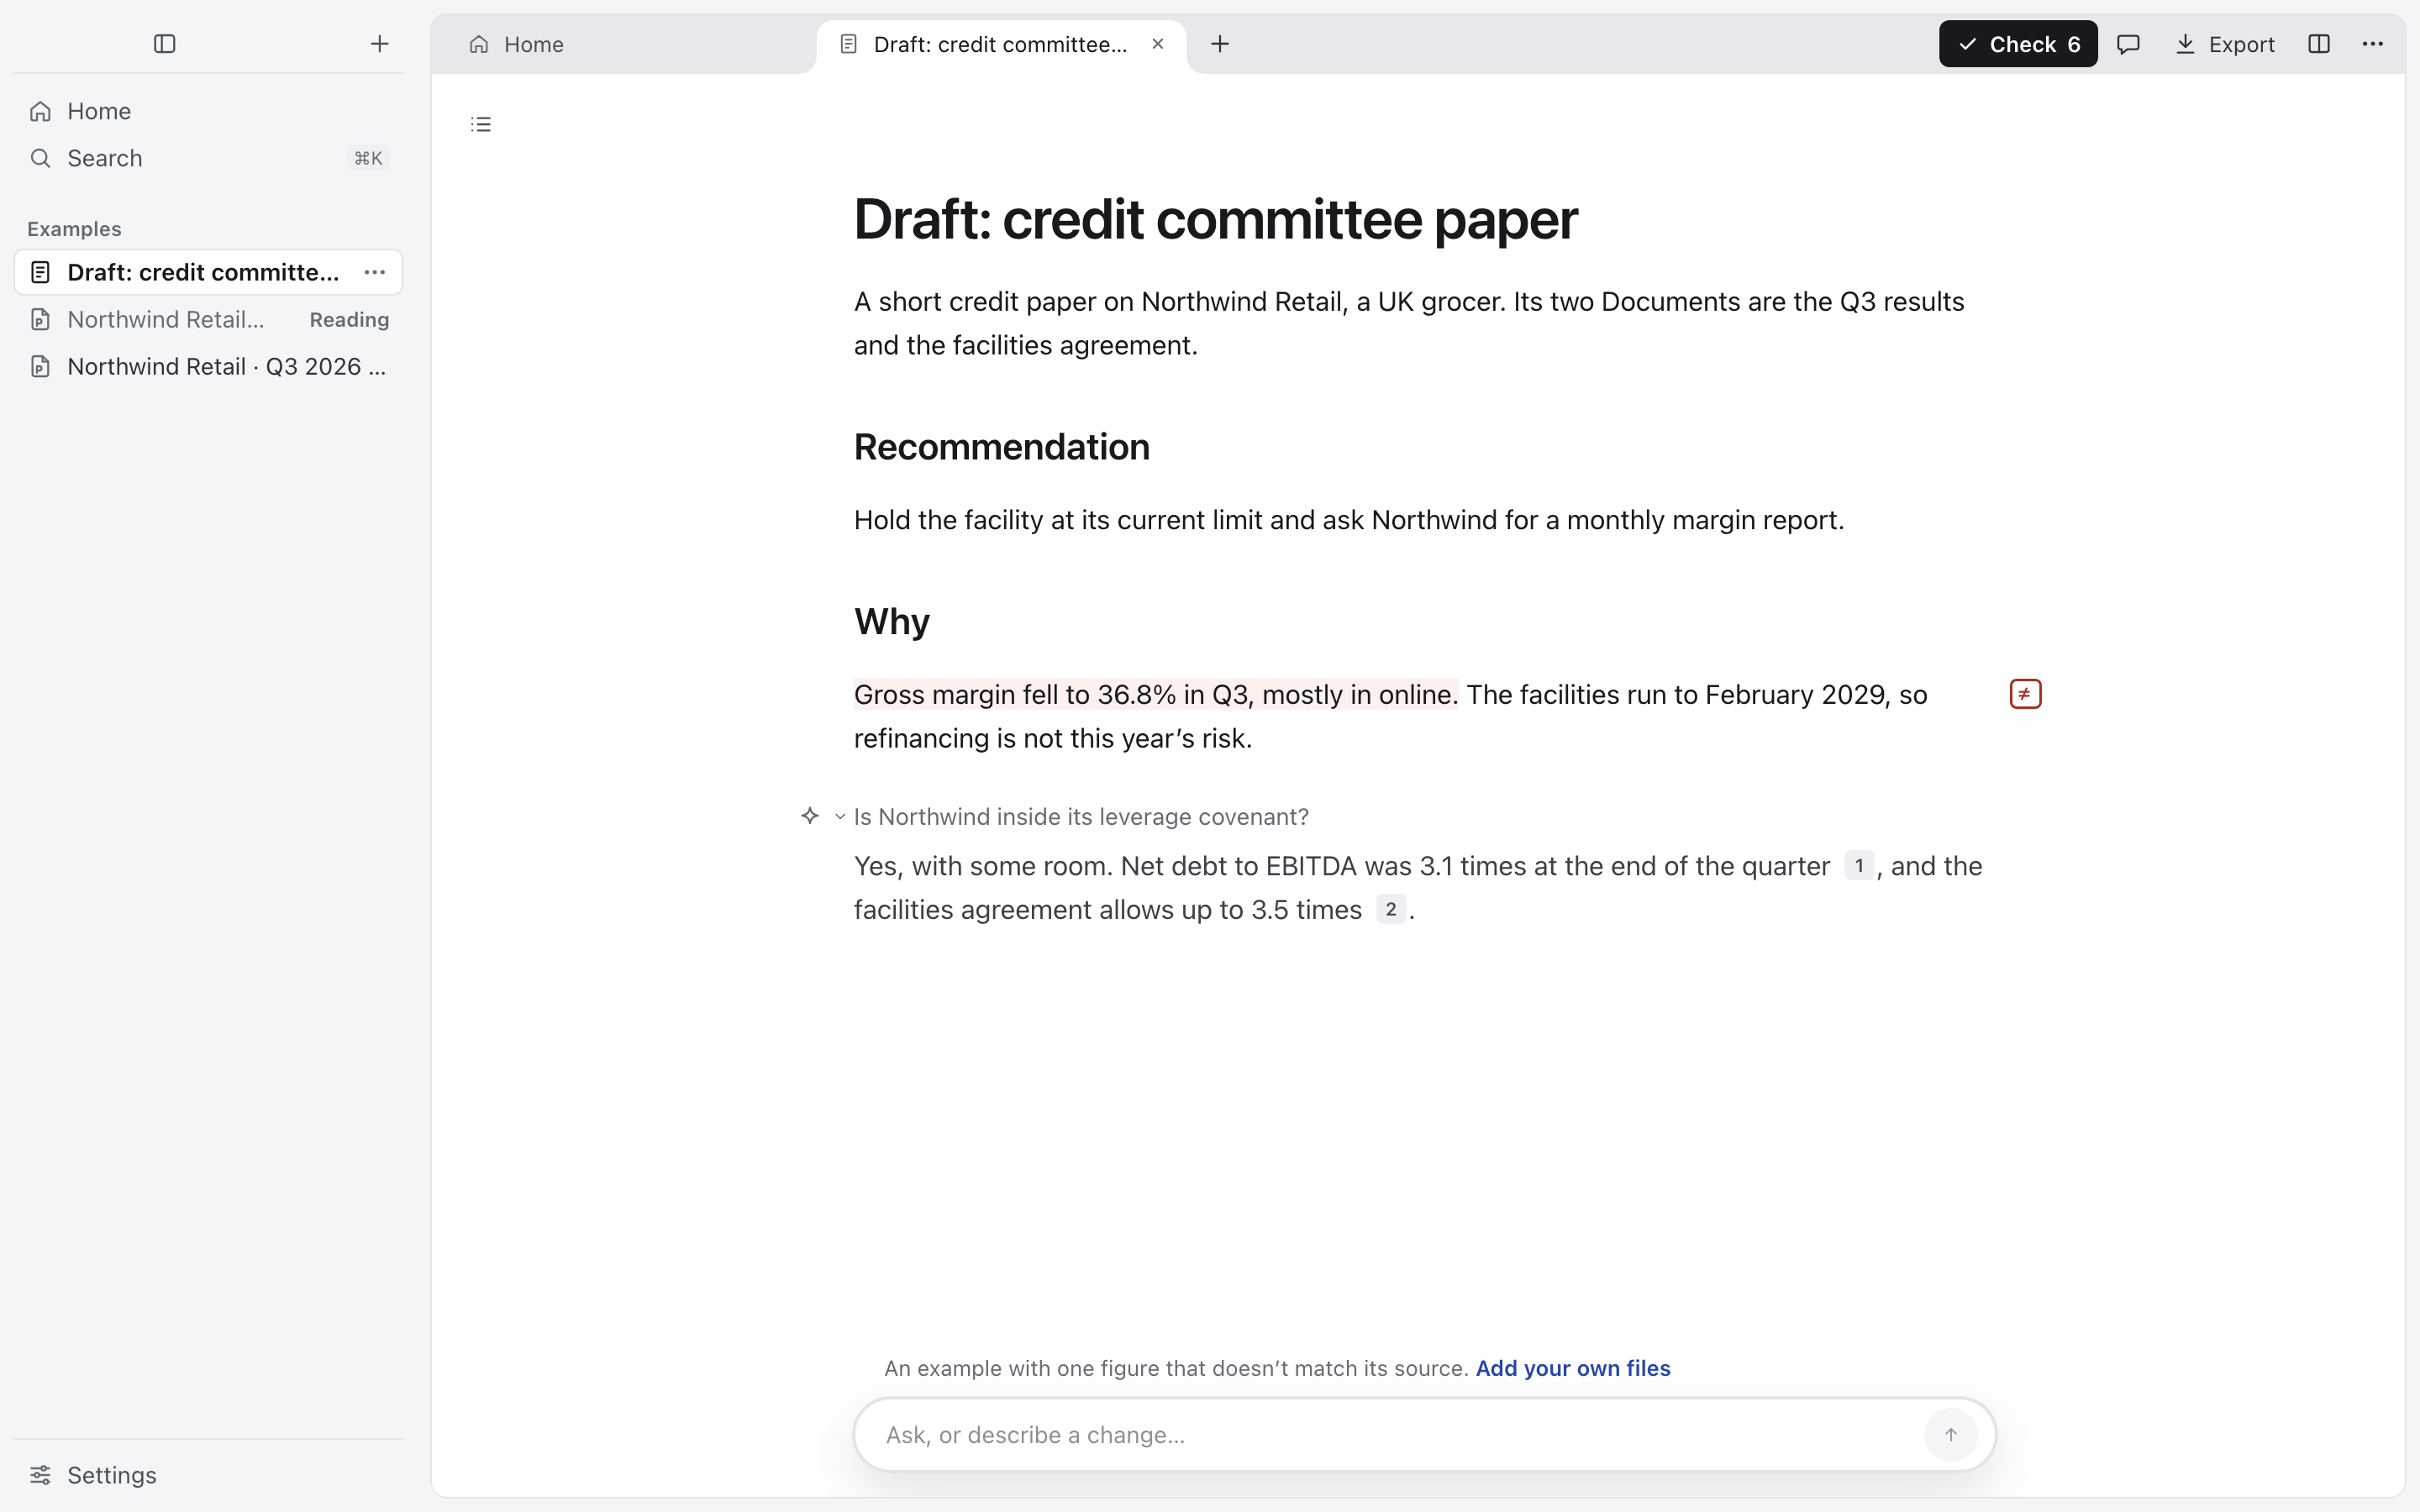 Home
Draft: credit committee...
Check 6
Export
Home
Search ⌘K
Examples
Draft: credit committe...
Northwind Retail... Reading
Northwind Retail · Q3 2026 ...
Settings
Draft: credit committee paper
A short credit paper on Northwind Retail, a UK grocer. Its two Documents are the Q3 results
and the facilities agreement.
Recommendation
Hold the facility at its current limit and ask Northwind for a monthly margin report.
Why
Gross margin fell to 36.8% in Q3, mostly in online. The facilities run to February 2029, so
≠
refinancing is not this year’s risk.
Is Northwind inside its leverage covenant?
Yes, with some room. Net debt to EBITDA was 3.1 times at the end of the quarter 1, and the
facilities agreement allows up to 3.5 times 2.
An example with one figure that doesn’t match its source. Add your own files
Ask, or describe a change...